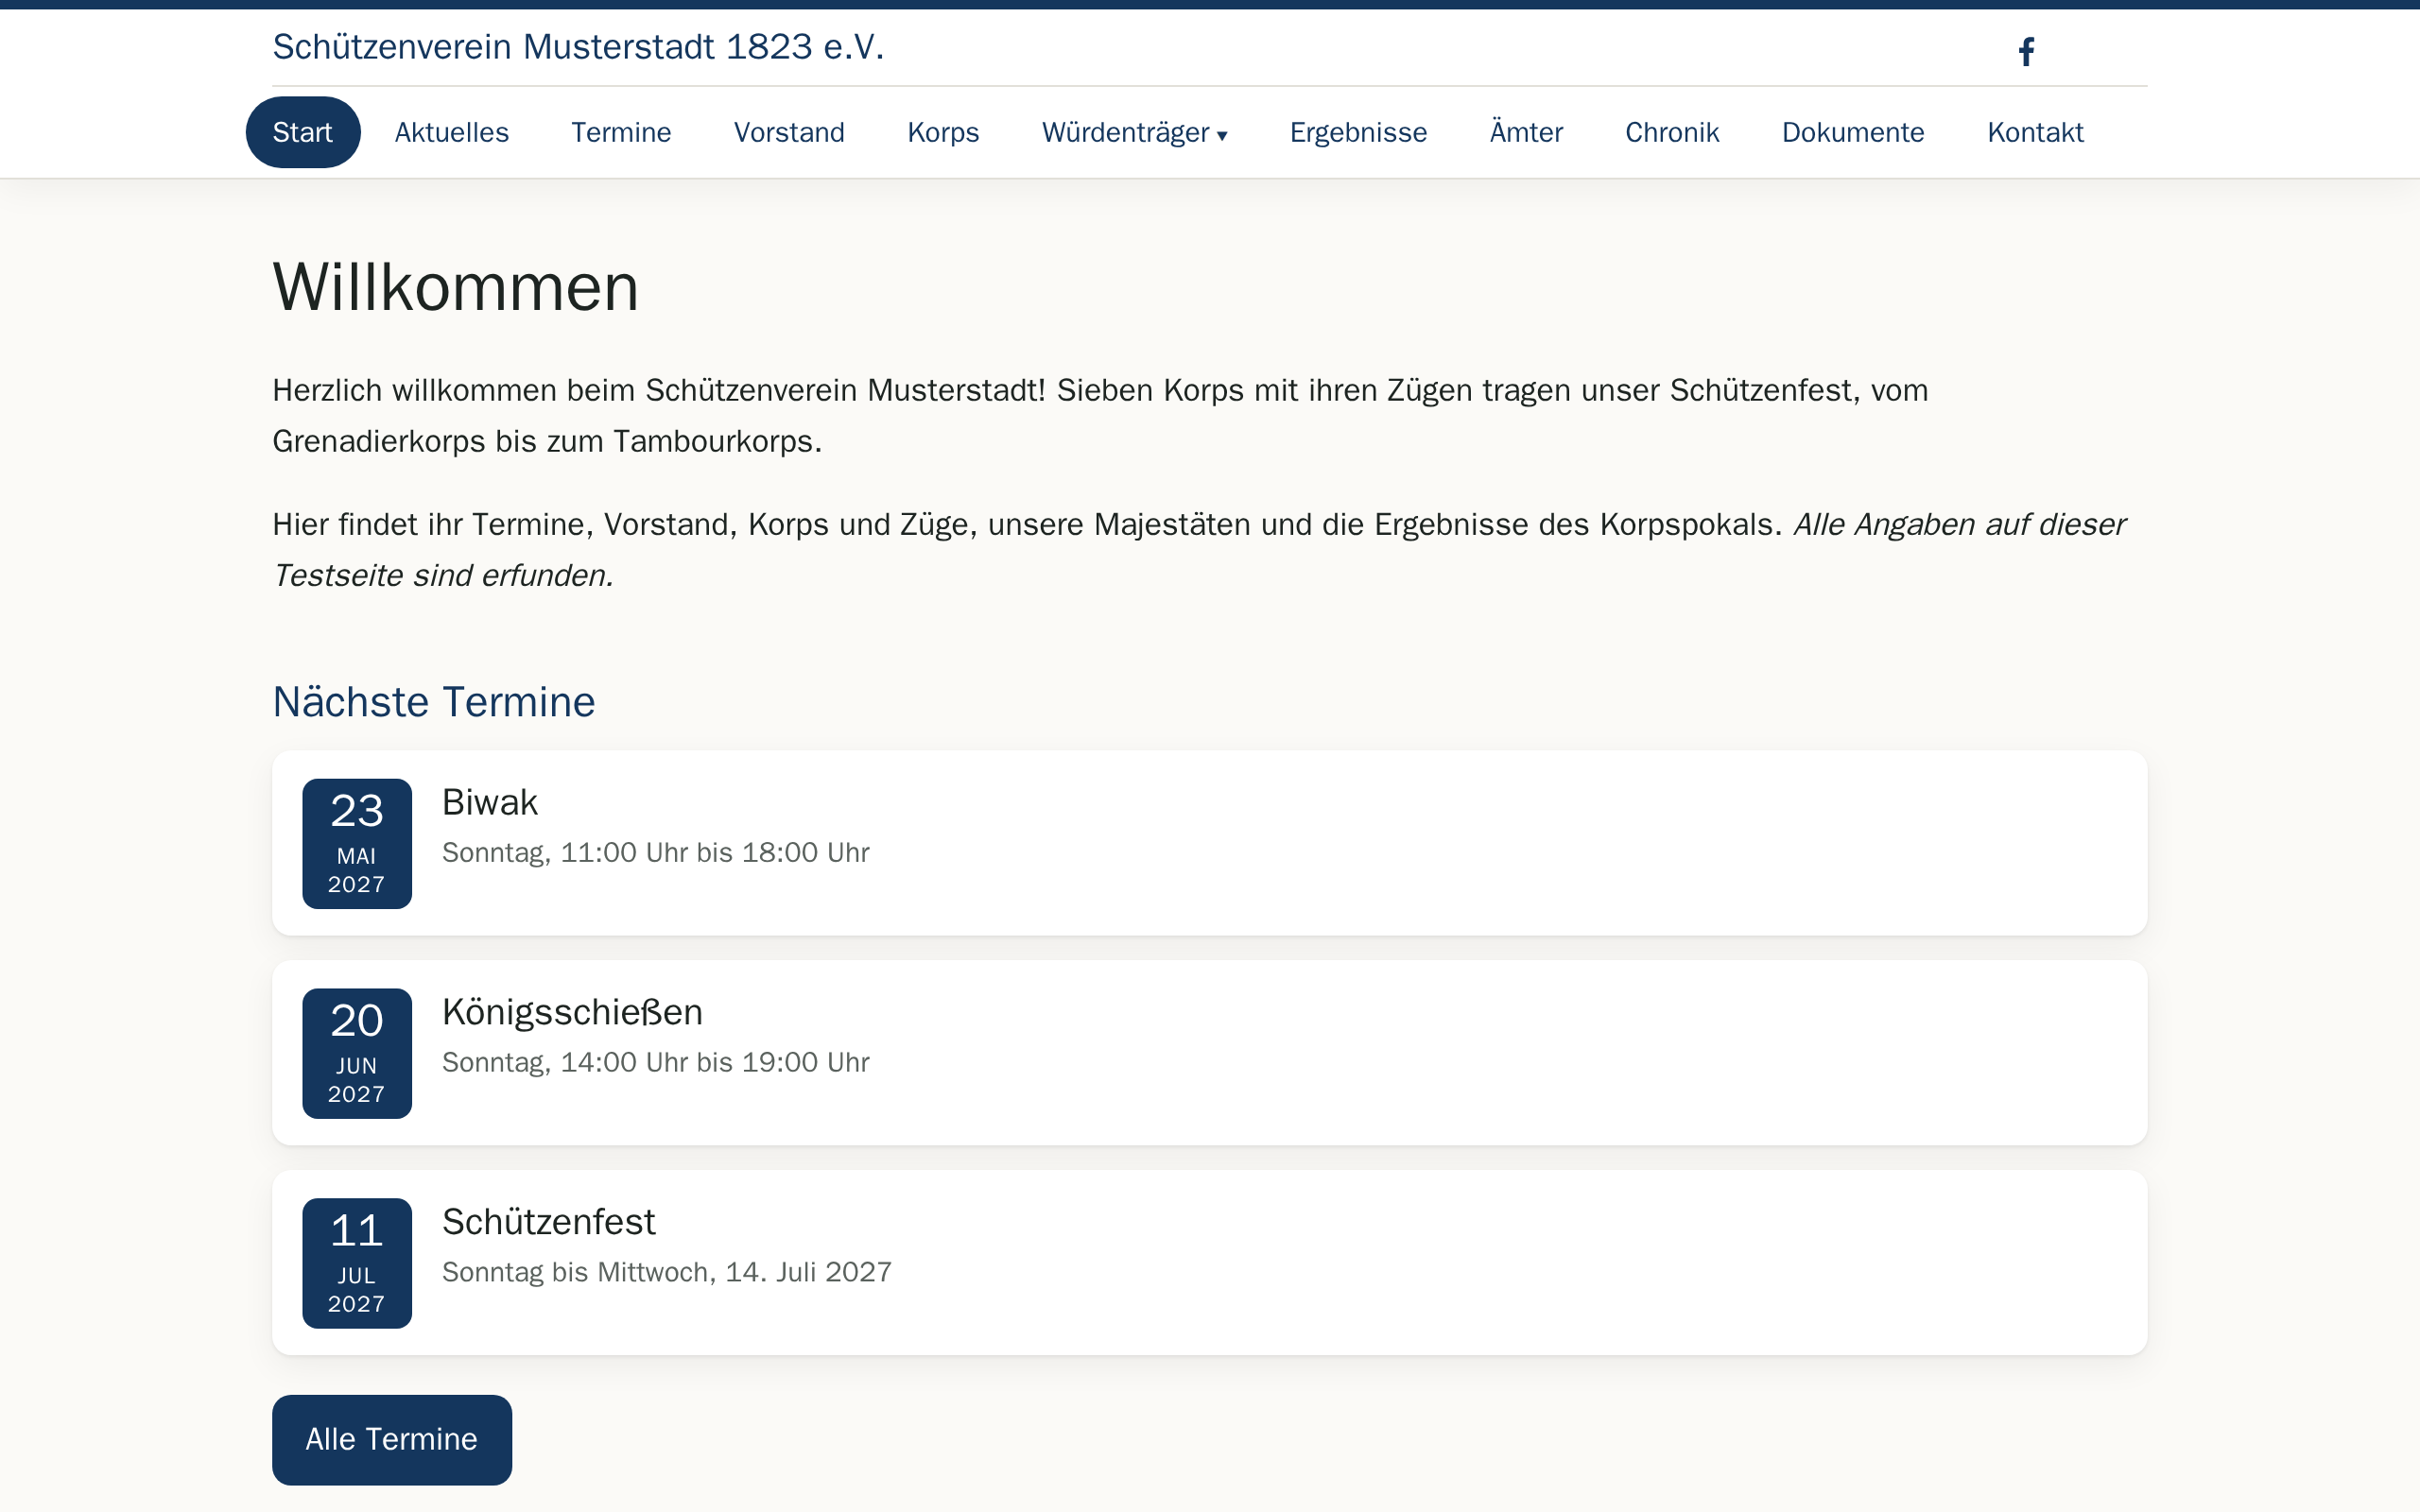 Schützenverein Musterstadt 1823 e.V.
Start Aktuelles Termine Vorstand Korps Würdenträger ▾ Ergebnisse Ämter Chronik Dokumente Kontakt
Willkommen
Herzlich willkommen beim Schützenverein Musterstadt! Sieben Korps mit ihren Zügen tragen unser Schützenfest, vom
Grenadierkorps bis zum Tambourkorps.
Hier findet ihr Termine, Vorstand, Korps und Züge, unsere Majestäten und die Ergebnisse des Korpspokals. Alle Angaben auf dieser
Testseite sind erfunden.
Nächste Termine
23
MAI
2027
Biwak
Sonntag, 11:00 Uhr bis 18:00 Uhr
20
JUN
2027
Königsschießen
Sonntag, 14:00 Uhr bis 19:00 Uhr
11
JUL
2027
Schützenfest
Sonntag bis Mittwoch, 14. Juli 2027
Alle Termine